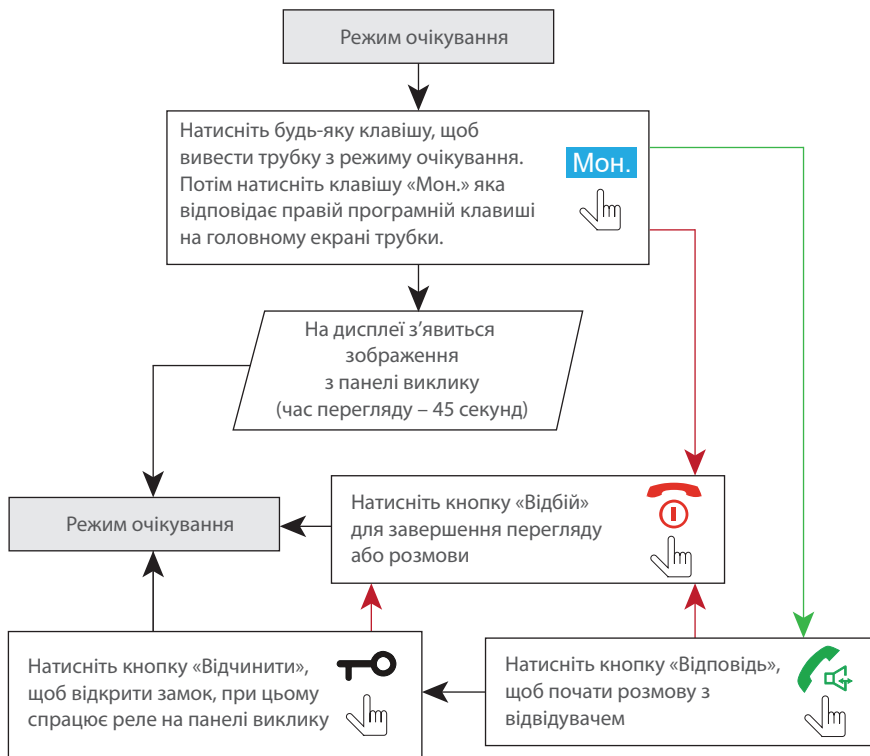 Режим очікування
Натисніть будь-яку клавішу, щоб
вивести трубку з режиму очікування.
Потім натисніть клавішу «Мон.» яка
відповідає правій програмній клавиші
на головному екрані трубки.
Мон.
На дисплеї з’явиться
зображення
з панелі виклику
(час перегляду – 45 секунд)
Режим очікування
Натисніть кнопку «Відбій»
для завершення перегляду
або розмови
Натисніть кнопку «Відчинити»,
щоб відкрити замок, при цьому
спрацює реле на панелі виклику
Натисніть кнопку «Відповідь»,
щоб почати розмову з
відвідувачем